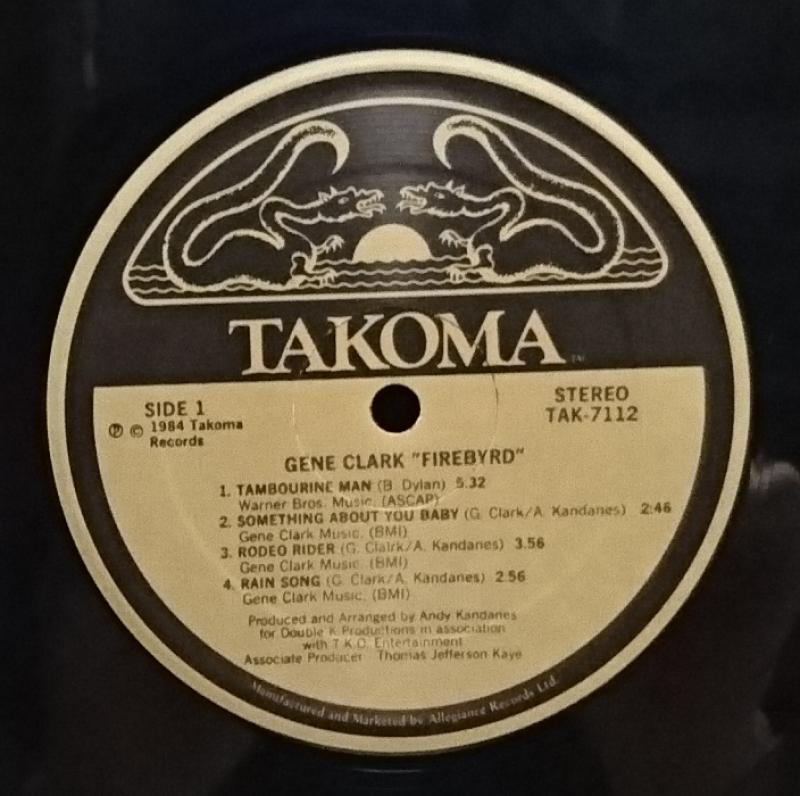 TAKOMA
TM
SIDE 1
℗ © 1984 Takoma
Records
STEREO
TAK-7112
GENE CLARK "FIREBYRD"
1. TAMBOURINE MAN (B. Dylan) 5.32
Warner Bros. Music. (ASCAP)
2. SOMETHING ABOUT YOU BABY (G. Clark/A. Kandanes) 2:46
Gene Clark Music. (BMI)
3. RODEO RIDER (G. Clalrk/A. Kandanes) 3.56
Gene Clark Music. (BMI)
4. RAIN SONG (G. Clark/A. Kandanes) 2.56
Gene Clark Music. (BMI)
Produced and Arranged by Andy Kandanes
for Double K Productions in association
with T.K.O. Entertainment
Associate Producer Thomas Jefferson Kaye
Manufactured and Marketed by Allegiance Records Ltd.